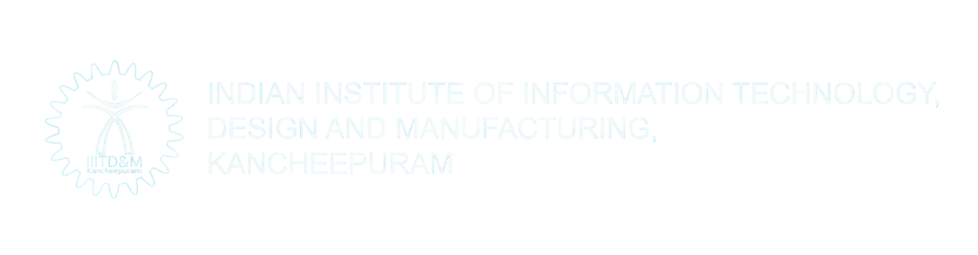 INDIAN INSTITUTE OF INFORMATION TECHNOLOGY,
DESIGN AND MANUFACTURING,
KANCHEEPURAM
IIITD&M
Kancheepuram